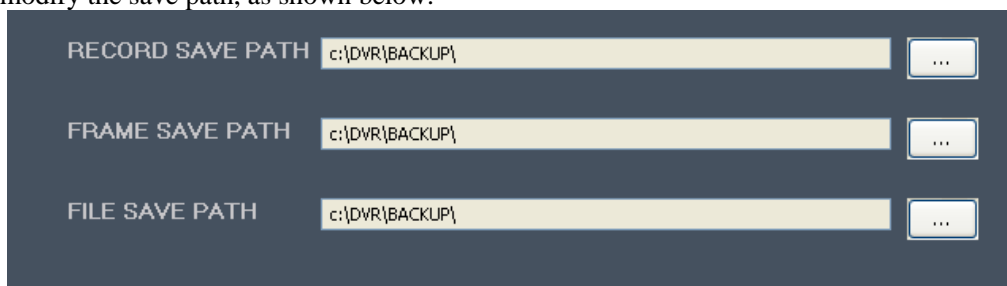 modify the save path, as shown below:
RECORD SAVE PATH c:\DVR\BACKUP\ ...
FRAME SAVE PATH c:\DVR\BACKUP\ ...
FILE SAVE PATH c:\DVR\BACKUP\ ...